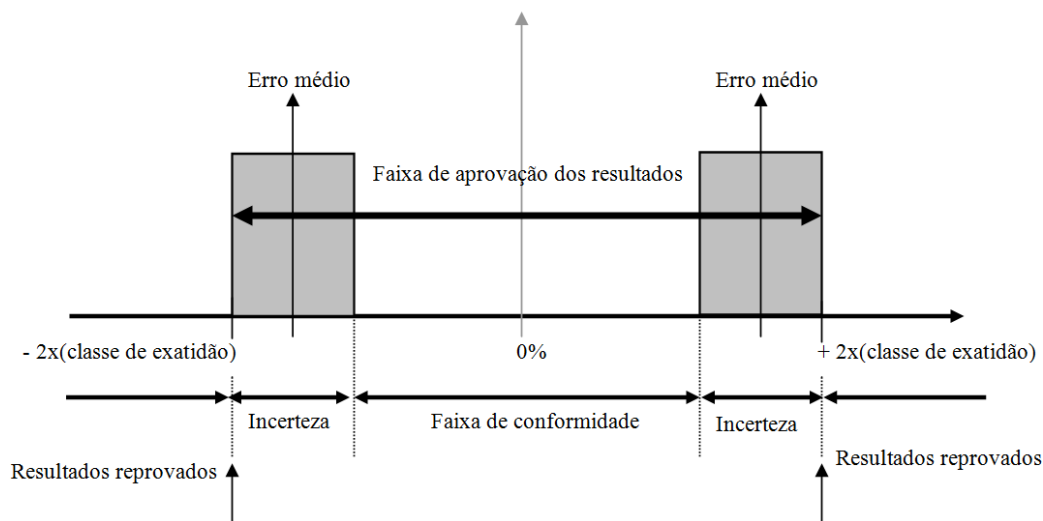 Erro médio
Erro médio
Faixa de aprovação dos resultados
- 2x(classe de exatidão)
0%
+ 2x(classe de exatidão)
Incerteza
Faixa de conformidade
Incerteza
Resultados reprovados
Resultados reprovados